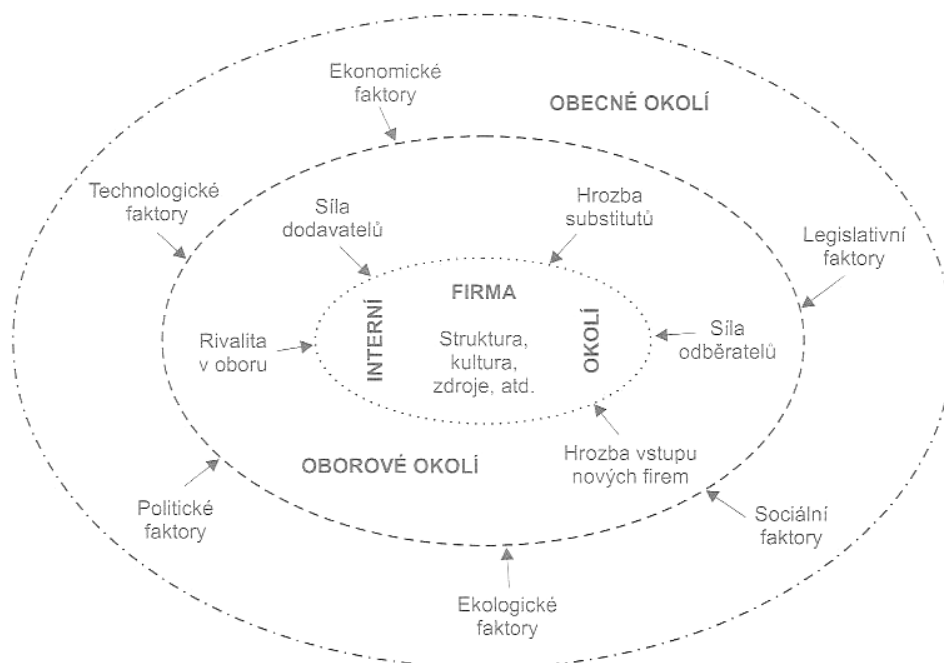 Ekonomické
faktory
OBECNÉ OKOLÍ
Technologické
faktory
Síla
dodavatelů
Hrozba
substitutů
Legislativní
faktory
FIRMA
INTERNÍ
OKOLÍ
Struktura,
kultura,
zdroje, atd.
Rivalita
v oboru
Síla
odběratelů
OBOROVÉ OKOLÍ
Hrozba vstupu
nových firem
Politické
faktory
Sociální
faktory
Ekologické
faktory